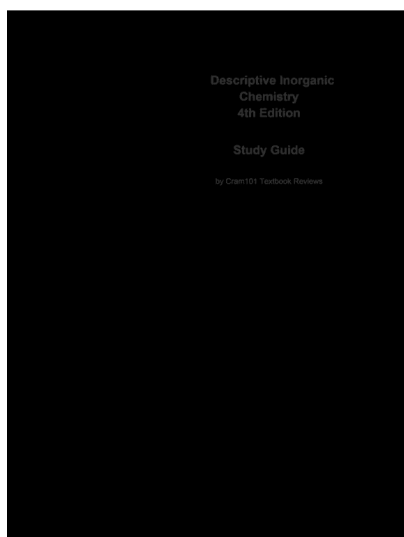 Descriptive Inorganic
Chemistry
4th Edition
Study Guide
by Cram101 Textbook Reviews